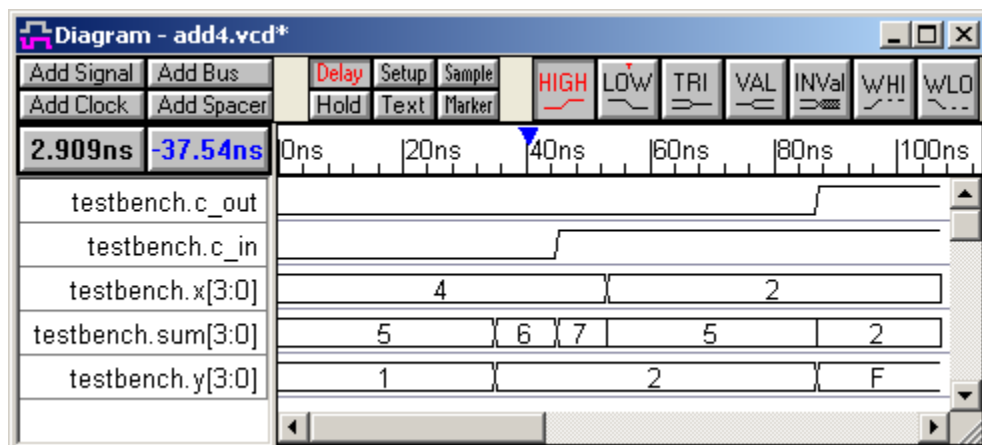 Diagram - add4.vcd*
Add Signal Add Bus Delay Setup Sample HIGH LOW TRI VAL INVal WHI WLO
Add Clock Add Spacer Hold Text Marker
2.909ns -37.54ns 0ns 20ns 40ns 60ns 80ns 100ns
testbench.c_out
testbench.c_in
testbench.x[3:0] 4 2
testbench.sum[3:0] 5 6 7 5 2
testbench.y[3:0] 1 2 F